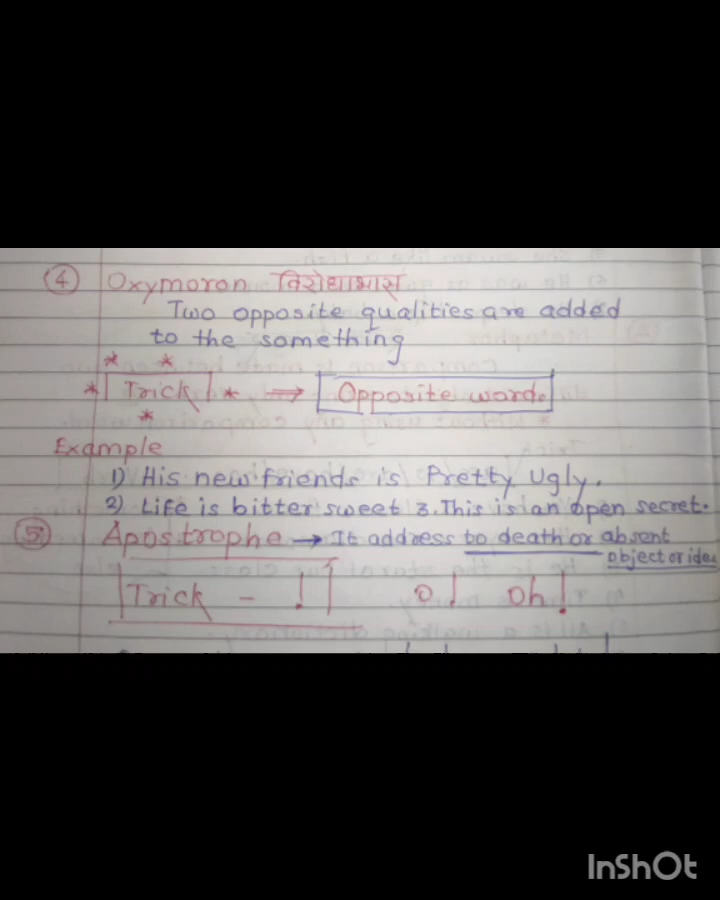 4 Oxymoron विरोधाभास
Two opposite qualities are added
to the something
* Trick * ⇒ Opposite word.
Example
1) His new friends is Pretty Ugly.
2) Life is bitter sweet 3. This is an open secret.
5 Apostrophe → It address to death or absent
object or idea
Trick - ! O! Oh!
InShOt